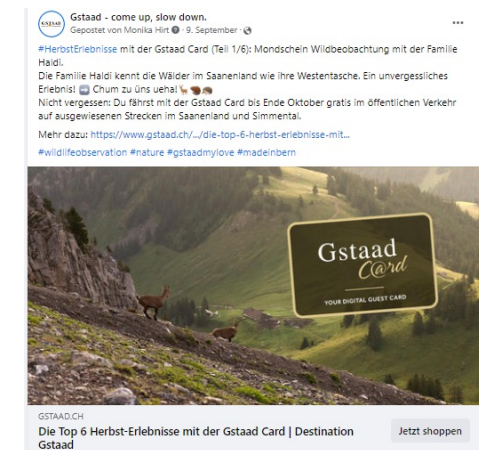 Gstaad - come up, slow down.
Gepostet von Monika Hirt · 9. September ·
#HerbstErlebnisse mit der Gstaad Card (Teil 1/6): Mondschein Wildbeobachtung mit der Familie
Haldi.
Die Familie Haldi kennt die Wälder im Saanenland wie ihre Westentasche. Ein unvergessliches
Erlebnis! ➡️ Chum zu üns ueha! 🦌🐿️🦔
Nicht vergessen: Du fährst mit der Gstaad Card bis Ende Oktober gratis im öffentlichen Verkehr
auf ausgewiesenen Strecken im Saanenland und Simmental.
Mehr dazu: https://www.gstaad.ch/.../die-top-6-herbst-erlebnisse-mit...
#wildlifeobservation #nature #gstaadmylove #madeinbern
Gstaad
C@rd
YOUR DIGITAL GUEST CARD
GSTAAD.CH
Die Top 6 Herbst-Erlebnisse mit der Gstaad Card | Destination
Gstaad
Jetzt shoppen